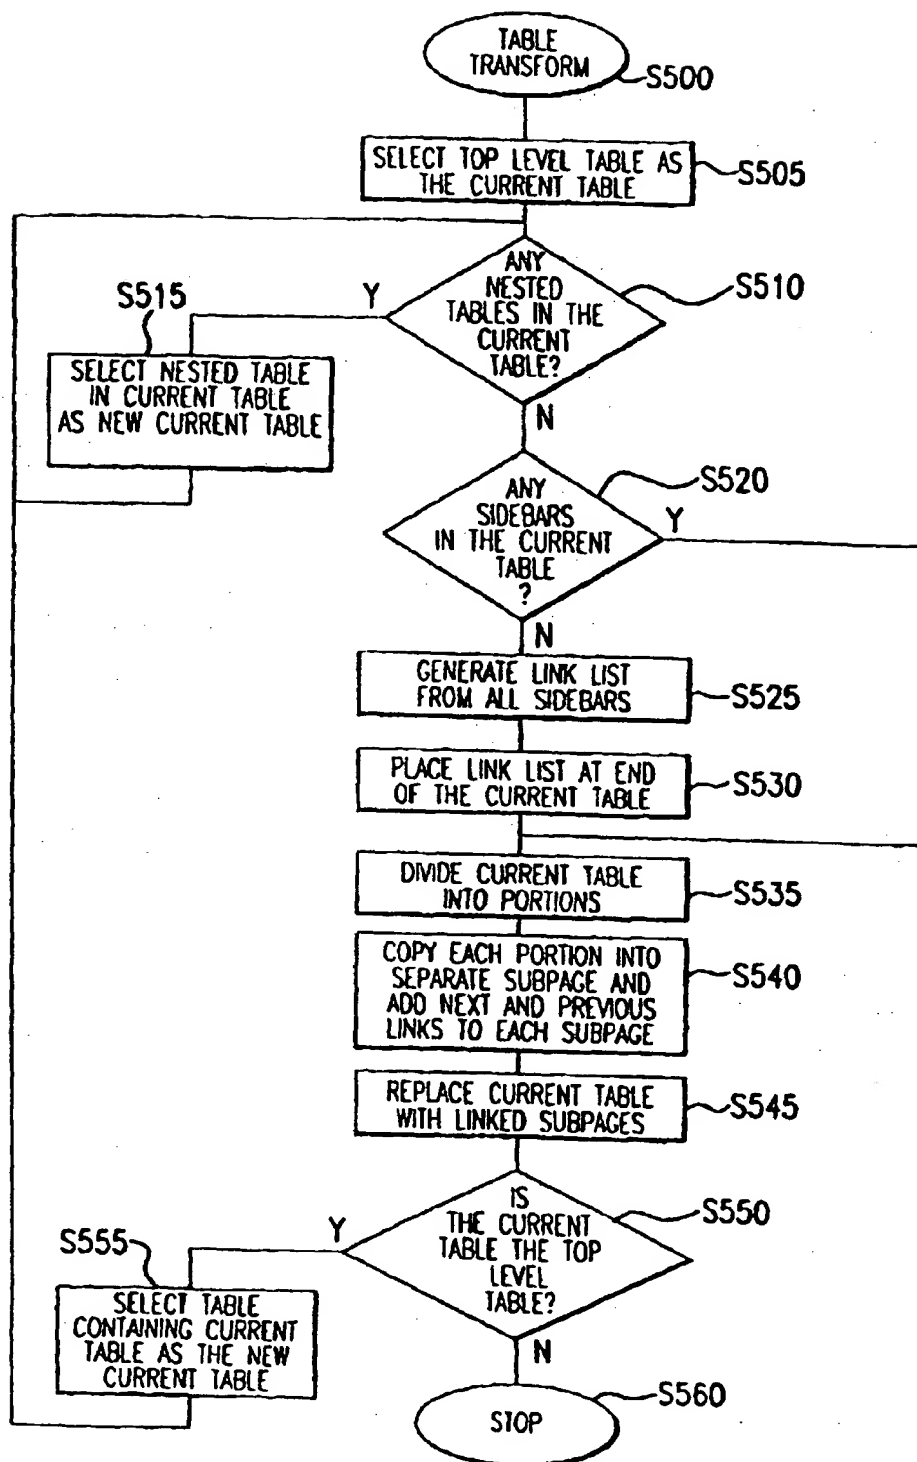 TABLE
TRANSFORM
S500
SELECT TOP LEVEL TABLE AS
THE CURRENT TABLE
S505
ANY
NESTED
TABLES IN THE
CURRENT
TABLE?
S510
Y
S515
SELECT NESTED TABLE
IN CURRENT TABLE
AS NEW CURRENT TABLE
N
ANY
SIDEBARS
IN THE CURRENT
TABLE
?
S520
Y
N
GENERATE LINK LIST
FROM ALL SIDEBARS
S525
PLACE LINK LIST AT END
OF THE CURRENT TABLE
S530
DIVIDE CURRENT TABLE
INTO PORTIONS
S535
COPY EACH PORTION INTO
SEPARATE SUBPAGE AND
ADD NEXT AND PREVIOUS
LINKS TO EACH SUBPAGE
S540
REPLACE CURRENT TABLE
WITH LINKED SUBPAGES
S545
IS
THE CURRENT
TABLE THE TOP
LEVEL
TABLE?
S550
Y
S555
SELECT TABLE
CONTAINING CURRENT
TABLE AS THE NEW
CURRENT TABLE
N
STOP
S560